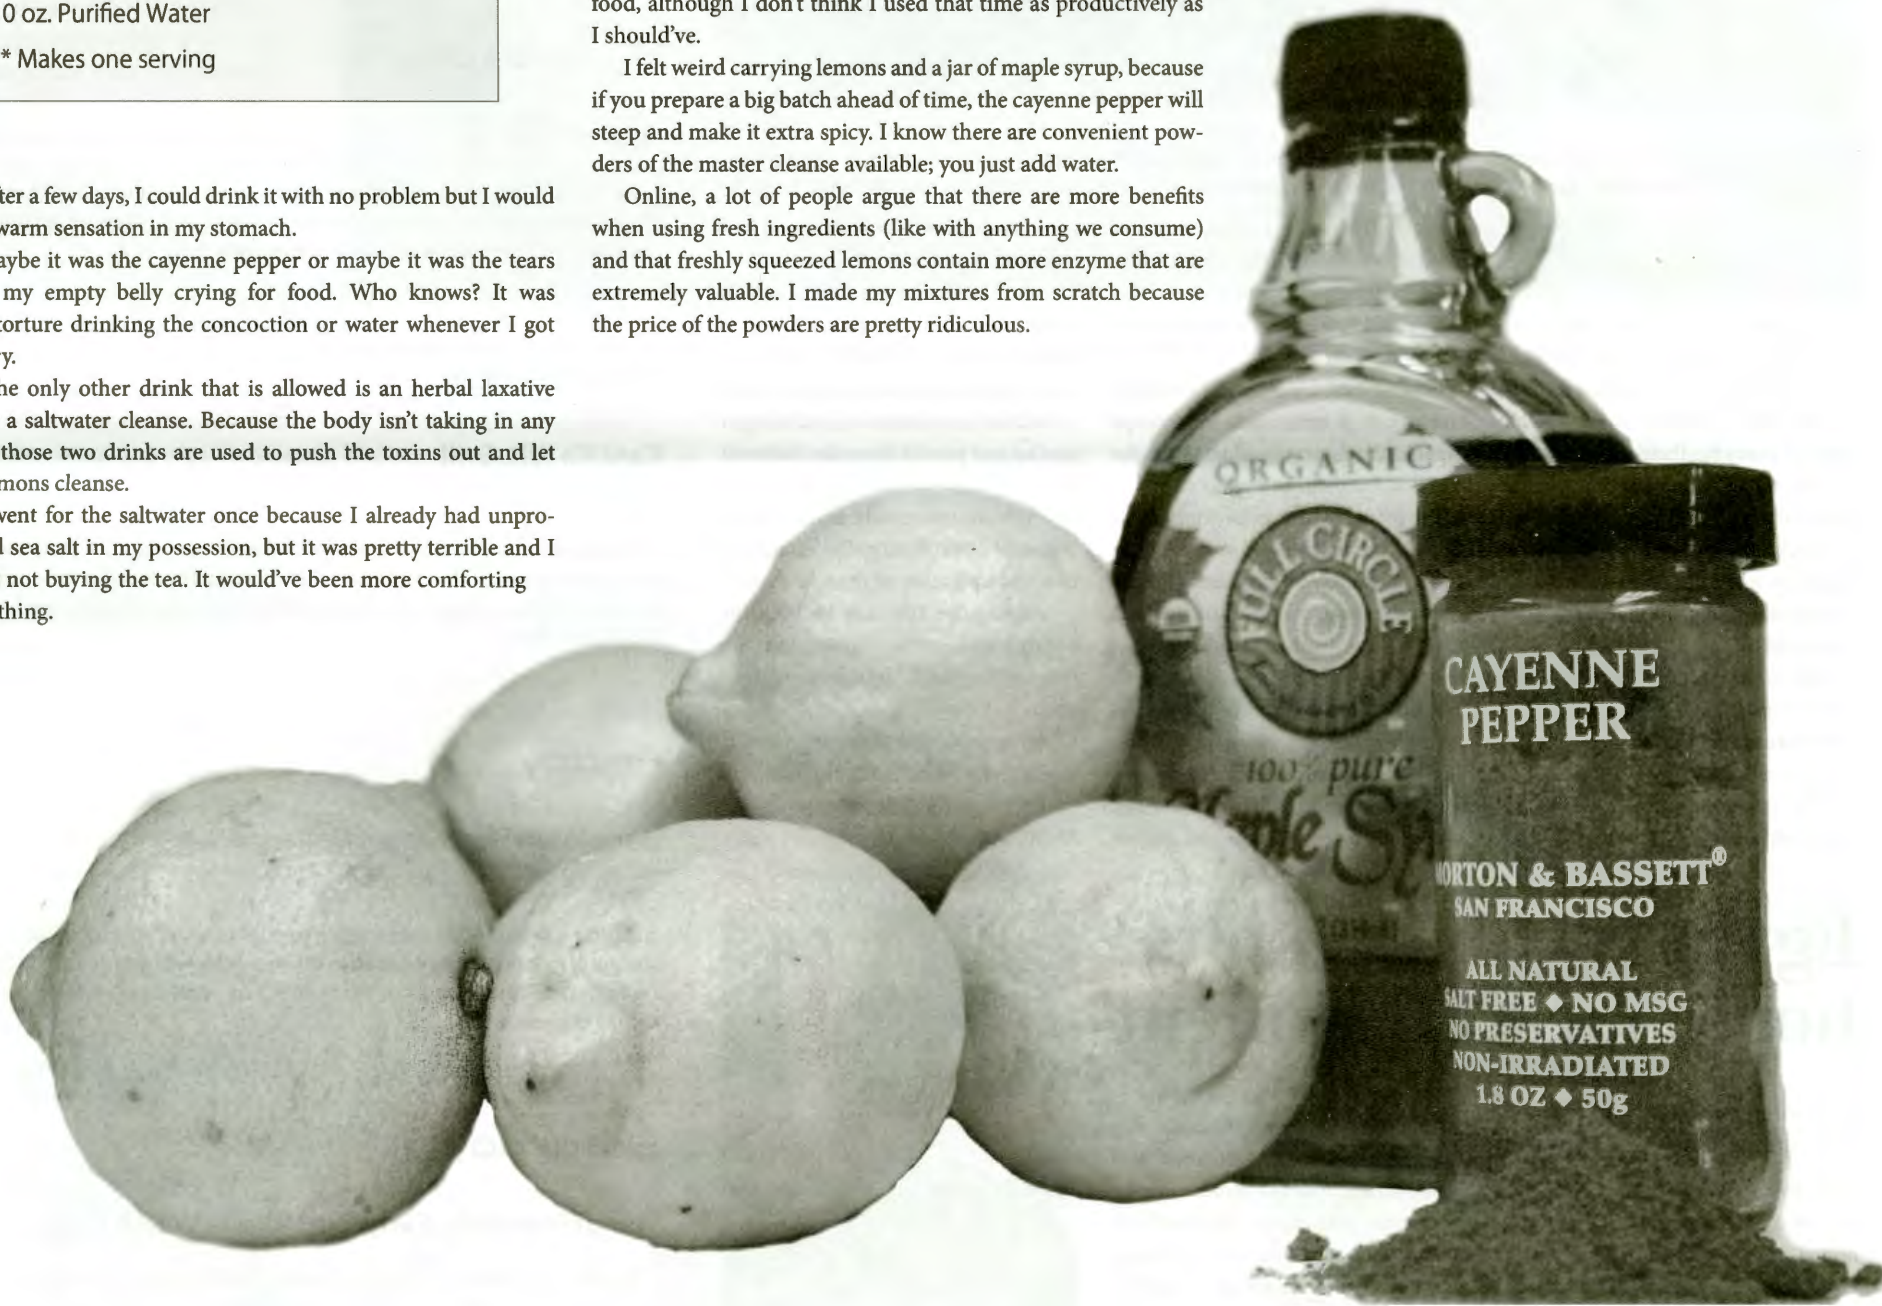 0 oz. Purified Water
* Makes one serving
ter a few days, I could drink it with no problem but I would
warm sensation in my stomach.
aybe it was the cayenne pepper or maybe it was the tears
my empty belly crying for food. Who knows? It was
torture drinking the concoction or water whenever I got
y.
he only other drink that is allowed is an herbal laxative
a saltwater cleanse. Because the body isn't taking in any
those two drinks are used to push the toxins out and let
mons cleanse.
vent for the saltwater once because I already had unpro-
l sea salt in my possession, but it was pretty terrible and I
not buying the tea. It would've been more comforting
thing.
food, although I don't think I used that time as productively as
I should've.
I felt weird carrying lemons and a jar of maple syrup, because
if you prepare a big batch ahead of time, the cayenne pepper will
steep and make it extra spicy. I know there are convenient pow-
ders of the master cleanse available; you just add water.
Online, a lot of people argue that there are more benefits
when using fresh ingredients (like with anything we consume)
and that freshly squeezed lemons contain more enzyme that are
extremely valuable. I made my mixtures from scratch because
the price of the powders are pretty ridiculous.
ORGANIC
FULL CIRCLE
100% pure
aple Sy
CAYENNE
PEPPER
MORTON & BASSETT®
SAN FRANCISCO
ALL NATURAL
SALT FREE ◆ NO MSG
NO PRESERVATIVES
NON-IRRADIATED
1.8 OZ ◆ 50g